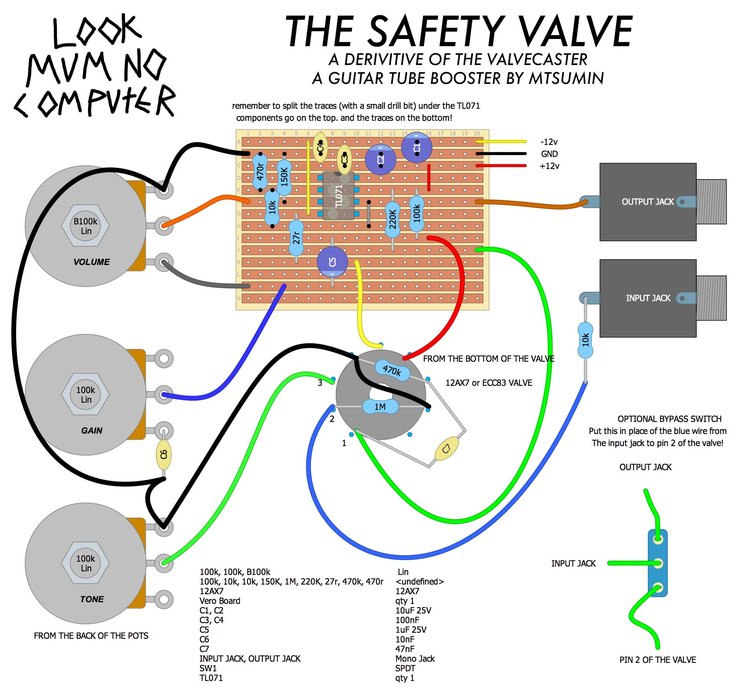 LOOK
MUM NO
COMPUTER
THE SAFETY VALVE
A DERIVITIVE OF THE VALVECASTER
A GUITAR TUBE BOOSTER BY MTSUMIN
remember to split the traces (with a small drill bit) under the TL071
components go on the top. and the traces on the bottom!
-12v
GND
+12v
C4
C3
C2
C1
470r
150K
TL071
10k
27r
220K
100k
C5
B100k
Lin
VOLUME
OUTPUT JACK
INPUT JACK
10k
100k
Lin
GAIN
C6
FROM THE BOTTOM OF THE VALVE
470k
12AX7 or ECC83 VALVE
3
1M
2
1
C7
OPTIONAL BYPASS SWITCH
Put this in place of the blue wire from
The input jack to pin 2 of the valve!
OUTPUT JACK
INPUT JACK
PIN 2 OF THE VALVE
100k
Lin
TONE
FROM THE BACK OF THE POTS
100k, 100k, B100k Lin
100k, 10k, 10k, 150K, 1M, 220K, 27r, 470k, 470r <undefined>
12AX7 12AX7
Vero Board qty 1
C1, C2 10uF 25V
C3, C4 100nF
C5 1uF 25V
C6 10nF
C7 47nF
INPUT JACK, OUTPUT JACK Mono Jack
SW1 SPDT
TL071 qty 1